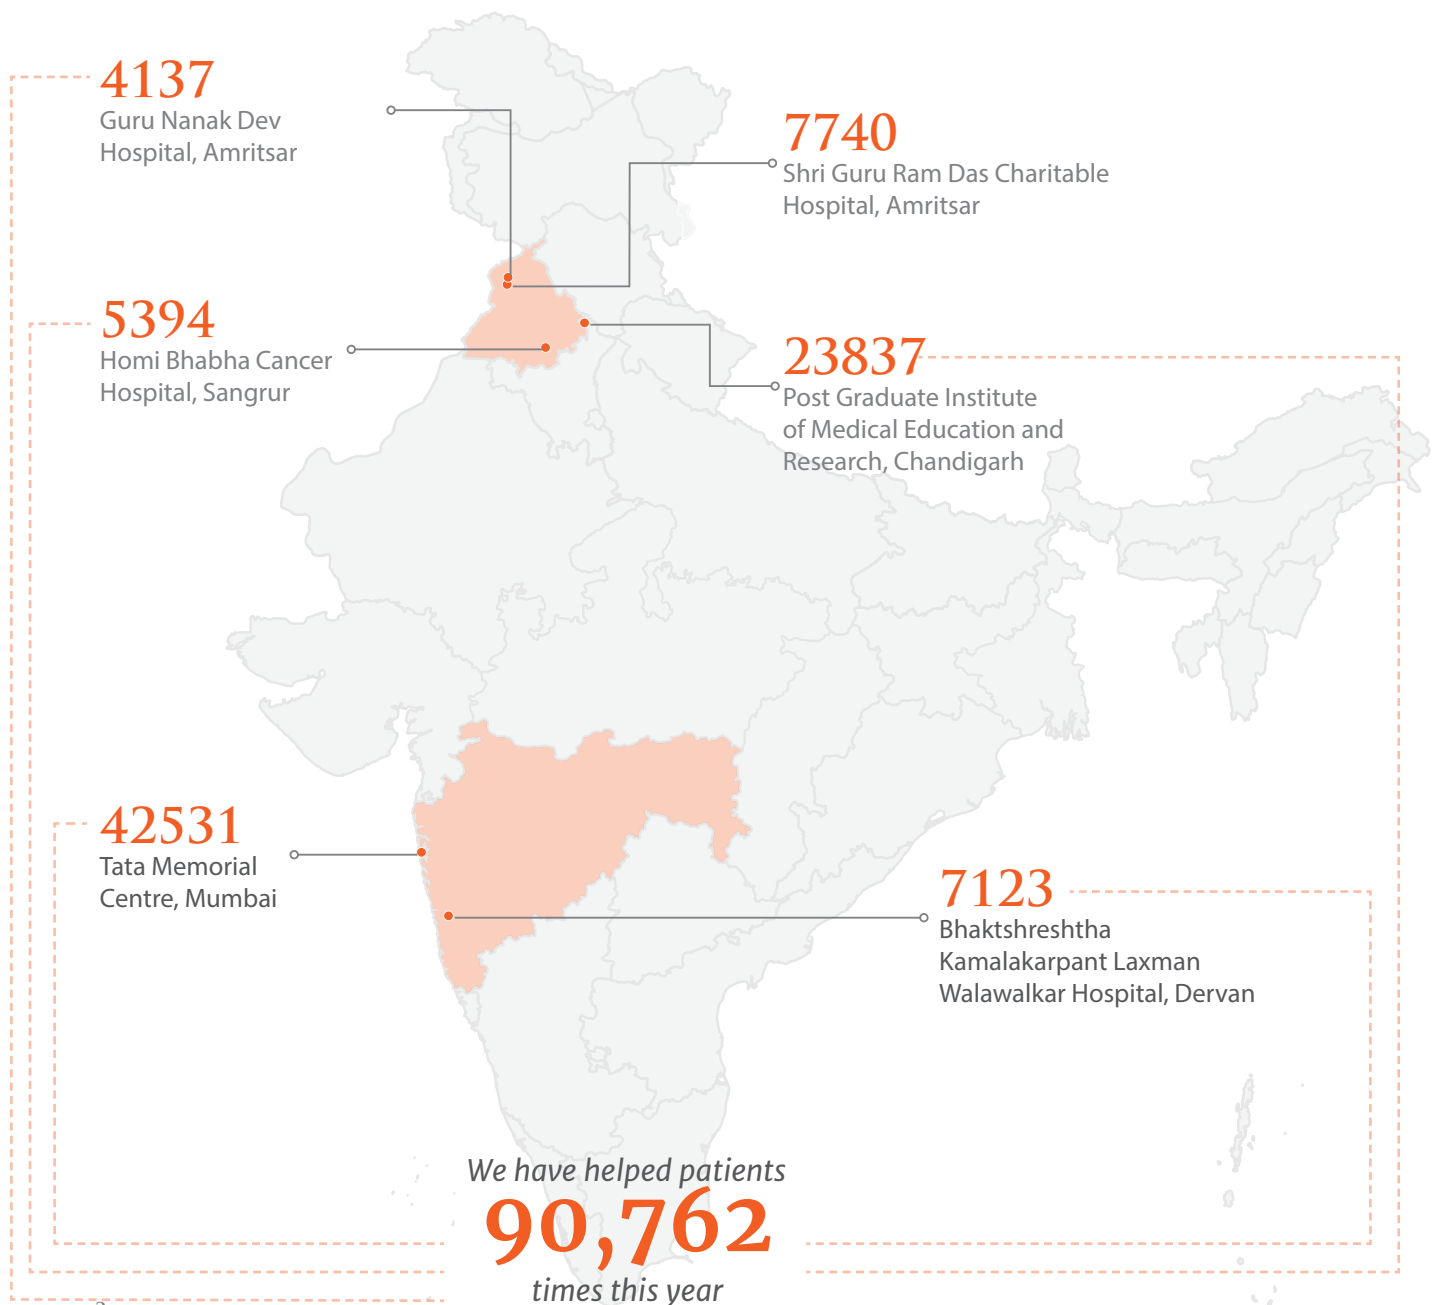 4137
Guru Nanak Dev
Hospital, Amritsar
7740
Shri Guru Ram Das Charitable
Hospital, Amritsar
5394
Homi Bhabha Cancer
Hospital, Sangrur
23837
Post Graduate Institute
of Medical Education and
Research, Chandigarh
42531
Tata Memorial
Centre, Mumbai
7123
Bhaktshreshtha
Kamalakarpant Laxman
Walawalkar Hospital, Dervan
We have helped patients
90,762
times this year